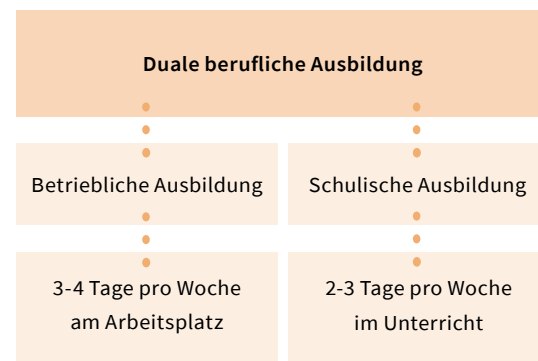 Duale berufliche Ausbildung
Betriebliche Ausbildung
Schulische Ausbildung
3-4 Tage pro Woche
am Arbeitsplatz
2-3 Tage pro Woche
im Unterricht